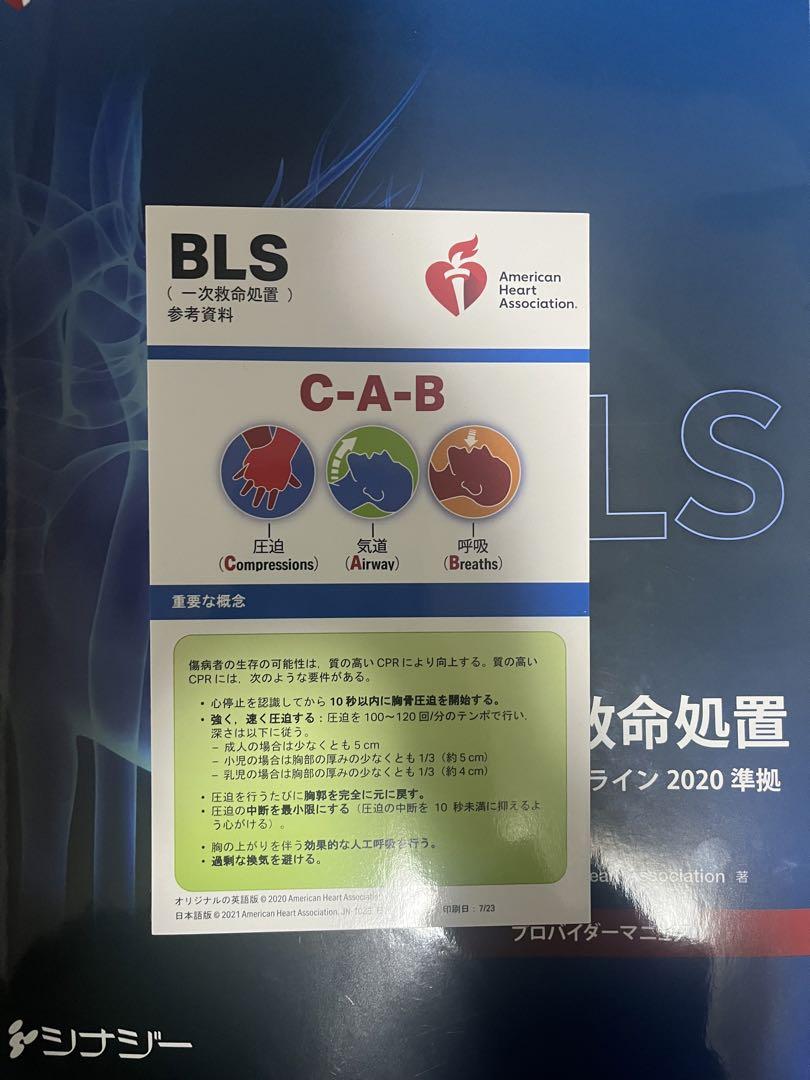 BLS
（ 一次救命処置 ）
参考資料
American
Heart
Association.
C-A-B
圧迫
（Compressions）
気道
（Airway）
呼吸
（Breaths）
重要な概念
傷病者の生存の可能性は，質の高い CPR により向上する。質の高い
CPR には，次のような要件がある。
• 心停止を認識してから 10 秒以内に胸骨圧迫を開始する。
• 強く，速く圧迫する：圧迫を 100～120 回/分のテンポで行い，
深さは以下に従う。
– 成人の場合は少なくとも 5 cm
– 小児の場合は胸部の厚みの少なくとも 1/3（約 5 cm）
– 乳児の場合は胸部の厚みの少なくとも 1/3（約 4 cm）
• 圧迫を行うたびに胸郭を完全に元に戻す。
• 圧迫の中断を最小限にする（圧迫の中断を 10 秒未満に抑えるよ
う心がける）。
• 胸の上がりを伴う効果的な人工呼吸を行う。
• 過剰な換気を避ける。
オリジナルの英語版 © 2020 American Heart
日本語版 © 2021 American Heart Association. 印刷日：7/23
LS
救命処置
ライン 2020 準拠
Association 著
プロバイダーマニュ
シナジー